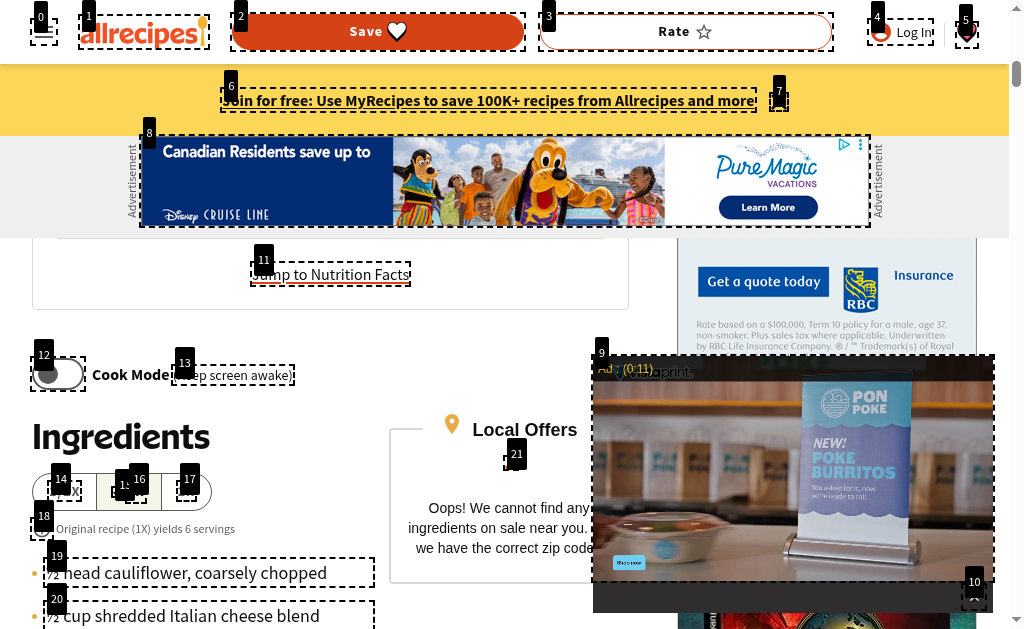 0
1
2
3
4
5
allrecipes
Save
Rate
Log In
6
7
Join for free: Use MyRecipes to save 100K+ recipes from Allrecipes and more
8
Advertisement
Canadian Residents save up to
DISNEY CRUISE LINE
©Disney
PureMagic
VACATIONS
Learn More
Advertisement
11
Jump to Nutrition Facts
Get a quote today
RBC
Insurance
Rate based on a $100,000, Term 10 policy for a male, age 37,
non-smoker. Plus sales tax where applicable. Underwritten
by RBC Life Insurance Company. ® / ™ Trademark(s) of Royal
12
13
Cook Mode (Keep screen awake)
9
Ad : (0:11)
PON
POKE
NEW!
POKE
BURRITOS
You asked for it, now
we're ready to roll.
Shop now
10
Ingredients
Local Offers
21
14
16
17
X
Oops! We cannot find any
ingredients on sale near you.
we have the correct zip code
18
Original recipe (1X) yields 6 servings
19
½ head cauliflower, coarsely chopped
20
½ cup shredded Italian cheese blend